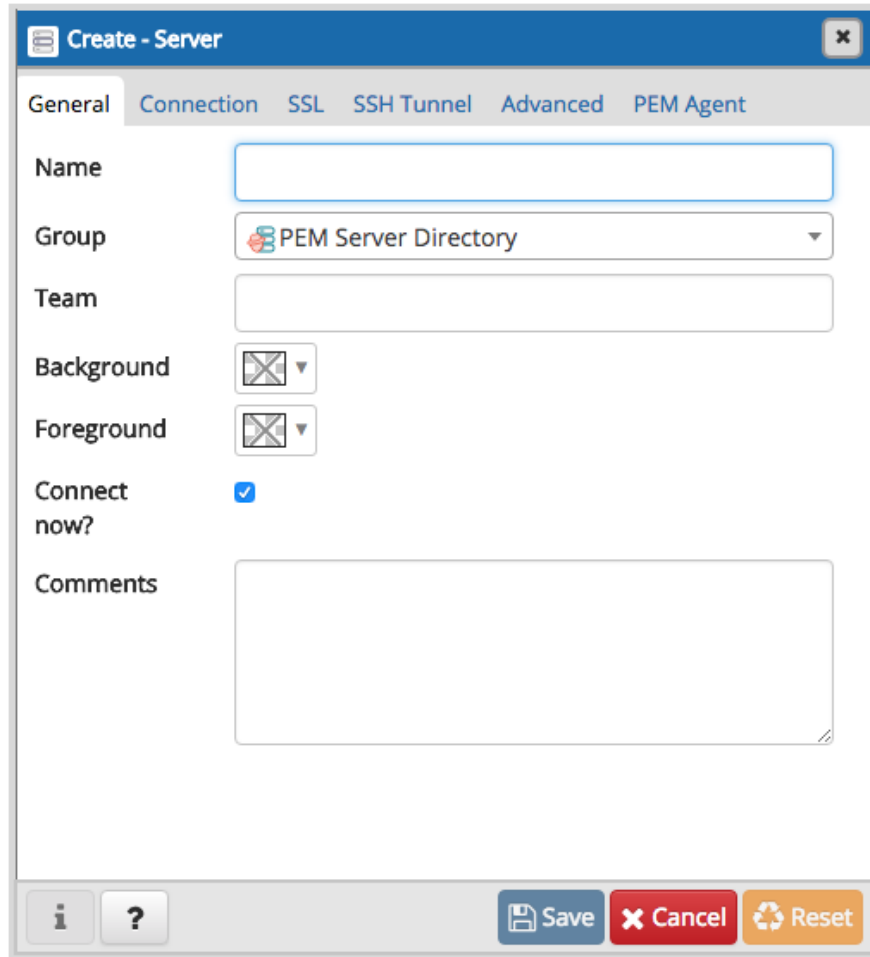 Create - Server
General Connection SSL SSH Tunnel Advanced PEM Agent
Name
Group PEM Server Directory
Team
Background
Foreground
Connect
now?
Comments
i ? Save Cancel Reset